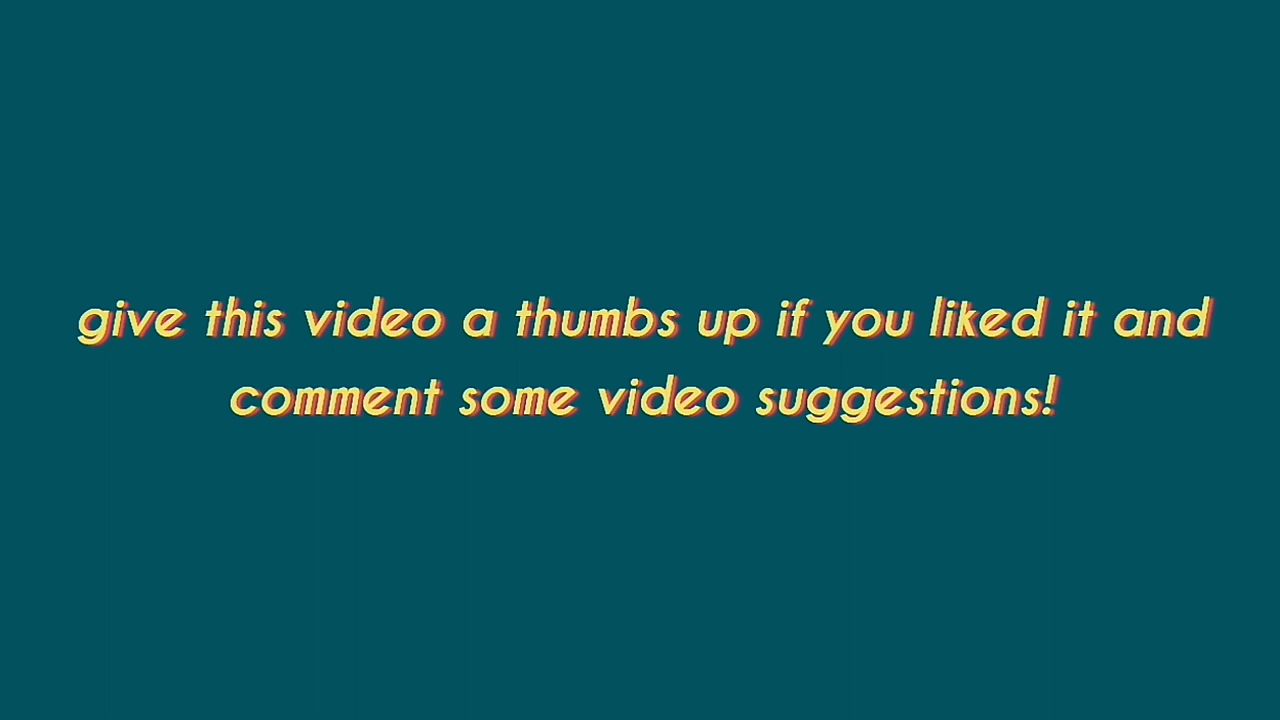 give this video a thumbs up if you liked it and
comment some video suggestions!